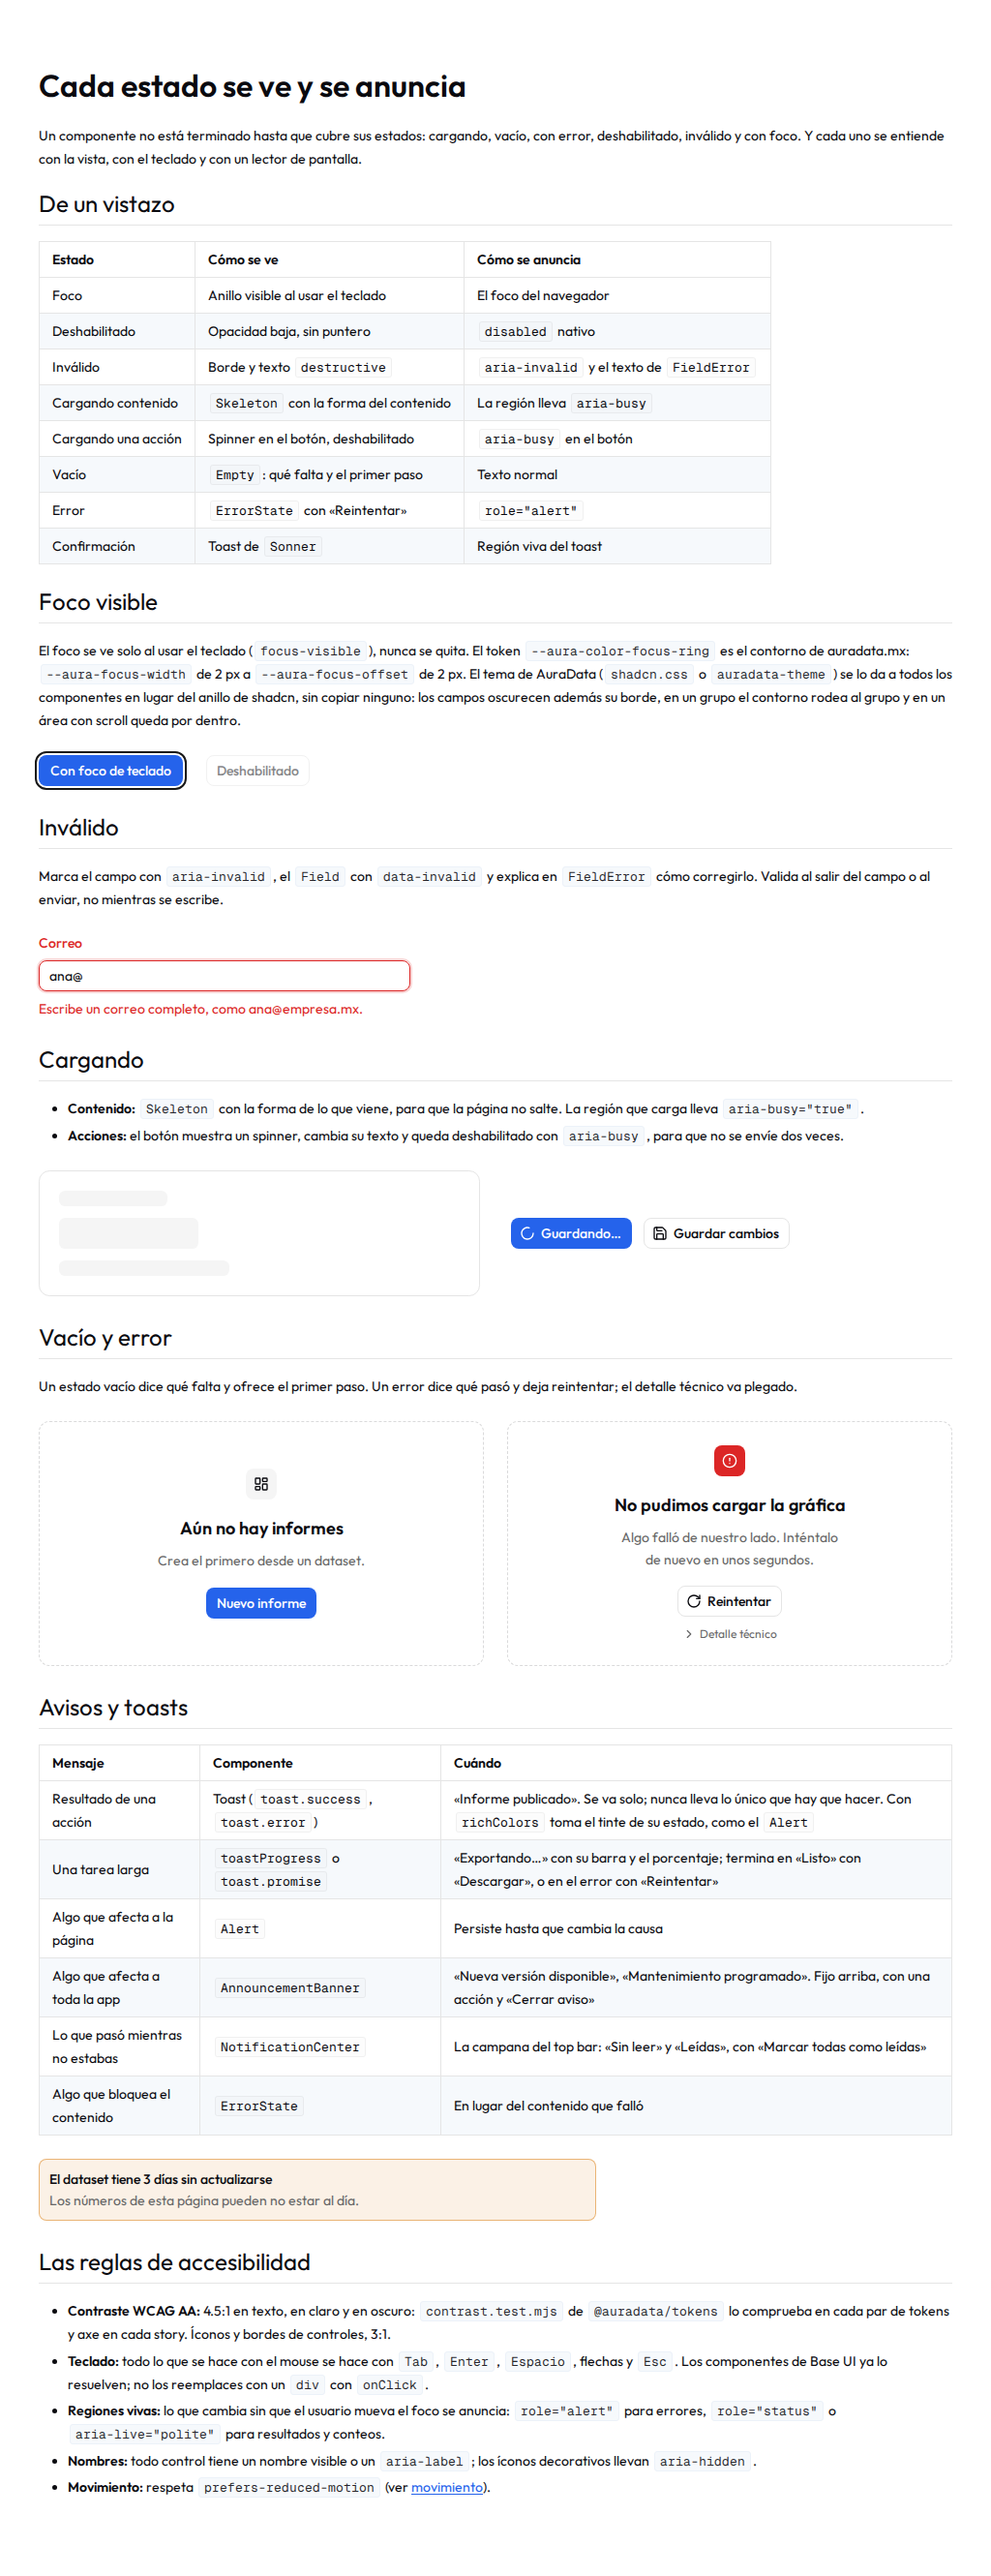 Cada estado se ve y se anuncia
Un componente no está terminado hasta que cubre sus estados: cargando, vacío, con error, deshabilitado, inválido y con foco. Y cada uno se entiende
con la vista, con el teclado y con un lector de pantalla.
De un vistazo
Estado Cómo se ve Cómo se anuncia
Foco Anillo visible al usar el teclado El foco del navegador
Deshabilitado Opacidad baja, sin puntero disabled nativo
Inválido Borde y texto destructive aria-invalid y el texto de FieldError
Cargando contenido Skeleton con la forma del contenido La región lleva aria-busy
Cargando una acción Spinner en el botón, deshabilitado aria-busy en el botón
Vacío Empty : qué falta y el primer paso Texto normal
Error ErrorState con «Reintentar» role="alert"
Confirmación Toast de Sonner Región viva del toast
Foco visible
El foco se ve solo al usar el teclado ( focus-visible ), nunca se quita. El token --aura-color-focus-ring es el contorno de auradata.mx:
--aura-focus-width de 2 px a --aura-focus-offset de 2 px. El tema de AuraData ( shadcn.css o auradata-theme ) se lo da a todos los
componentes en lugar del anillo de shadcn, sin copiar ninguno: los campos oscurecen además su borde, en un grupo el contorno rodea al grupo y en un
área con scroll queda por dentro.
Con foco de teclado Deshabilitado
Inválido
Marca el campo con aria-invalid , el Field con data-invalid y explica en FieldError cómo corregirlo. Valida al salir del campo o al
enviar, no mientras se escribe.
Correo
ana@
Escribe un correo completo, como ana@empresa.mx.
Cargando
• Contenido: Skeleton con la forma de lo que viene, para que la página no salte. La región que carga lleva aria-busy="true" .
• Acciones: el botón muestra un spinner, cambia su texto y queda deshabilitado con aria-busy , para que no se envíe dos veces.
Guardando… Guardar cambios
Vacío y error
Un estado vacío dice qué falta y ofrece el primer paso. Un error dice qué pasó y deja reintentar; el detalle técnico va plegado.
Aún no hay informes
Crea el primero desde un dataset.
Nuevo informe
No pudimos cargar la gráfica
Algo falló de nuestro lado. Inténtalo
de nuevo en unos segundos.
Reintentar
Detalle técnico
Avisos y toasts
Mensaje Componente Cuándo
Resultado de una
acción
Toast ( toast.success ,
toast.error )
«Informe publicado». Se va solo; nunca lleva lo único que hay que hacer. Con
richColors toma el tinte de su estado, como el Alert
Una tarea larga
toastProgress o
toast.promise
«Exportando…» con su barra y el porcentaje; termina en «Listo» con
«Descargar», o en el error con «Reintentar»
Algo que afecta a la
página
Alert
Persiste hasta que cambia la causa
Algo que afecta a
toda la app
AnnouncementBanner
«Nueva versión disponible», «Mantenimiento programado». Fijo arriba, con una
acción y «Cerrar aviso»
Lo que pasó mientras
no estabas
NotificationCenter
La campana del top bar: «Sin leer» y «Leídas», con «Marcar todas como leídas»
Algo que bloquea el
contenido
ErrorState
En lugar del contenido que falló
El dataset tiene 3 días sin actualizarse
Los números de esta página pueden no estar al día.
Las reglas de accesibilidad
• Contraste WCAG AA: 4.5:1 en texto, en claro y en oscuro: contrast.test.mjs de @auradata/tokens lo comprueba en cada par de tokens
y axe en cada story. Íconos y bordes de controles, 3:1.
• Teclado: todo lo que se hace con el mouse se hace con Tab , Enter , Espacio , flechas y Esc . Los componentes de Base UI ya lo
resuelven; no los reemplaces con un div con onClick .
• Regiones vivas: lo que cambia sin que el usuario mueva el foco se anuncia: role="alert" para errores, role="status" o
aria-live="polite" para resultados y conteos.
• Nombres: todo control tiene un nombre visible o un aria-label ; los íconos decorativos llevan aria-hidden .
• Movimiento: respeta prefers-reduced-motion (ver movimiento).